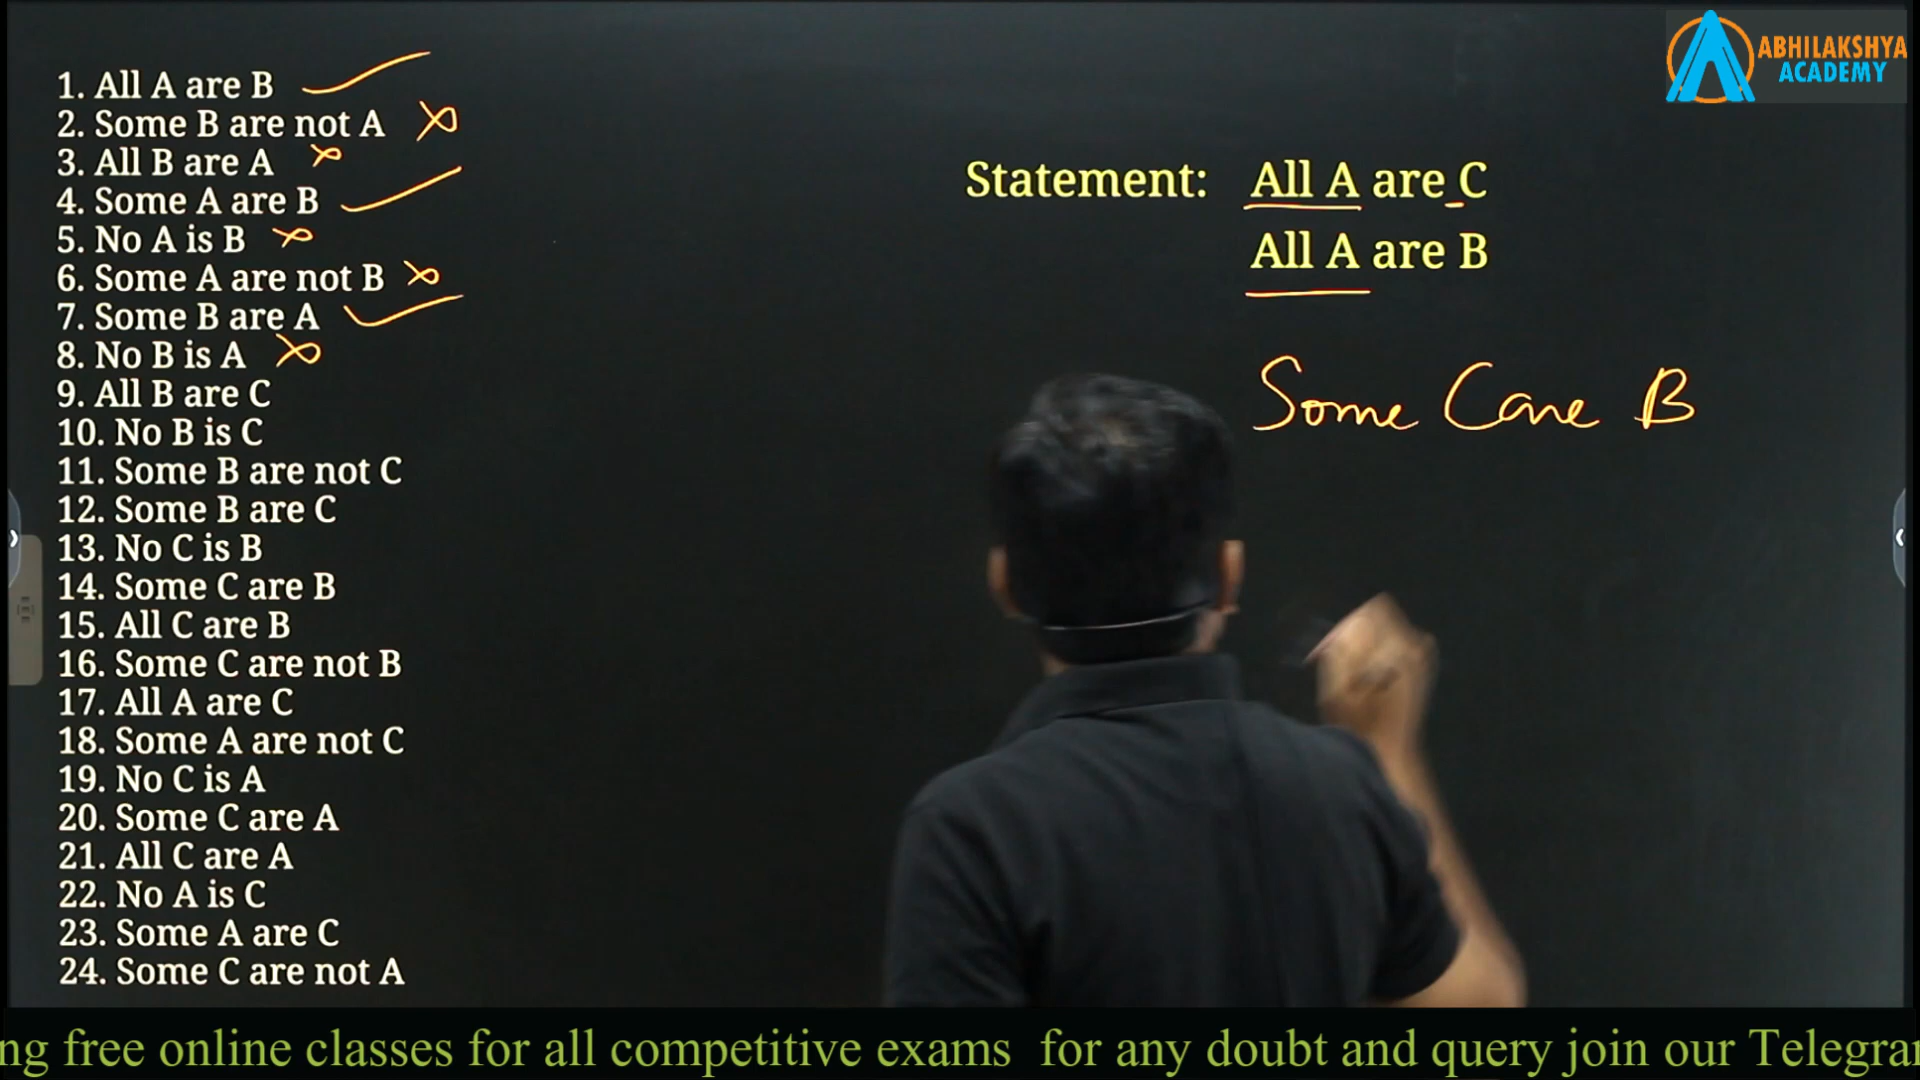 ABHILAKSHYA
ACADEMY
1. All A are B
2. Some B are not A
3. All B are A
4. Some A are B
5. No A is B
6. Some A are not B
7. Some B are A
8. No B is A
9. All B are C
10. No B is C
11. Some B are not C
12. Some B are C
13. No C is B
14. Some C are B
15. All C are B
16. Some C are not B
17. All A are C
18. Some A are not C
19. No C is A
20. Some C are A
21. All C are A
22. No A is C
23. Some A are C
24. Some C are not A
Statement: All A are C
All A are B
Some C are B
ng free online classes for all competitive exams for any doubt and query join our Telegra